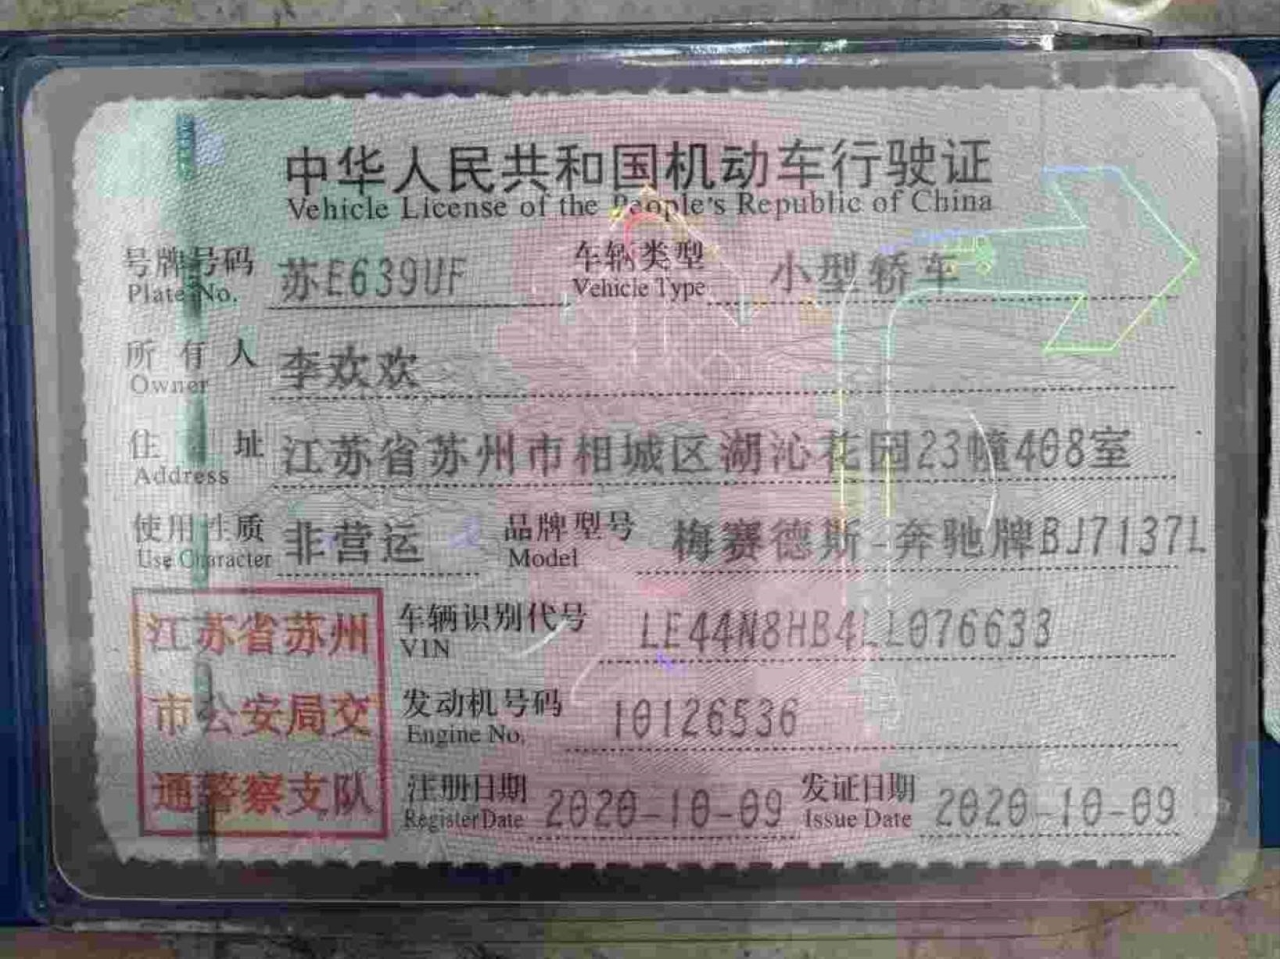 中华人民共和国机动车行驶证
Vehicle License of the People's Republic of China
号牌号码 苏E639UF 车辆类型 小型轿车
Plate No. Vehicle Type
所有人 李欢欢
Owner
住址 江苏省苏州市相城区湖沁花园23幢408室
Address
使用性质 非营运 品牌型号 梅赛德斯-奔驰牌BJ7137L
Use Character Model
江苏省苏州 车辆识别代号 LE44N8HB4LL076633
VIN
市公安局交 发动机号码 10126536
Engine No.
通警察支队 注册日期 2020-10-09 发证日期 2020-10-09
Register Date Issue Date